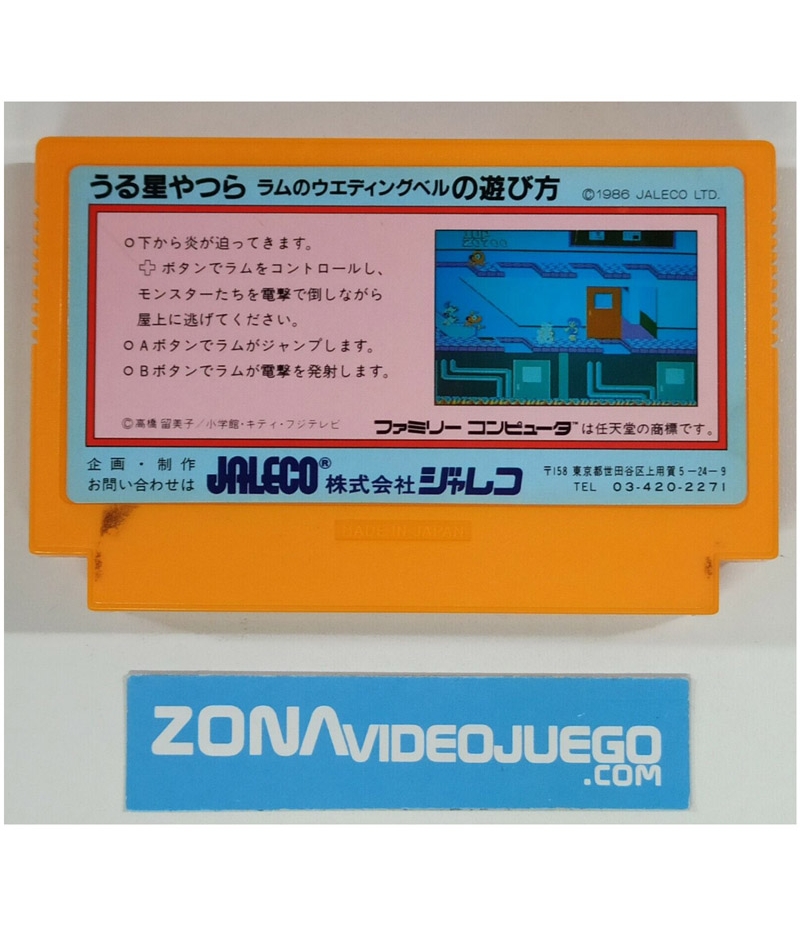 うる星やつら ラムのウエディングベルの遊び方 ©1986 JALECO LTD.
○下から炎が迫ってきます。
ボタンでラムをコントロールし、
モンスターたちを電撃で倒しながら
屋上に逃げてください。
○Aボタンでラムがジャンプします。
○Bボタンでラムが電撃を発射します。
©高橋留美子/小学館・キティ・フジテレビ
ファミリー コンピュータ™は任天堂の商標です。
企画・制作
お問い合わせは JALECO® 株式会社ジャレコ
〒158 東京都世田谷区上用賀5-24-9
TEL 03-420-2271
MADE IN JAPAN
ZONAVIDEOJUEGO
.COM